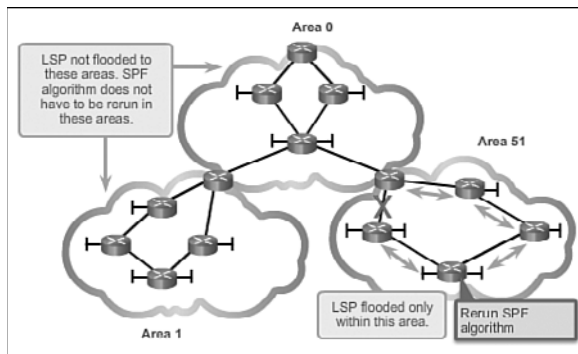 Area 0
LSP not flooded to
these areas. SPF
algorithm does not
have to be rerun in
these areas.
Area 51
LSP flooded only
within this area.
Rerun SPF
algorithm
Area 1